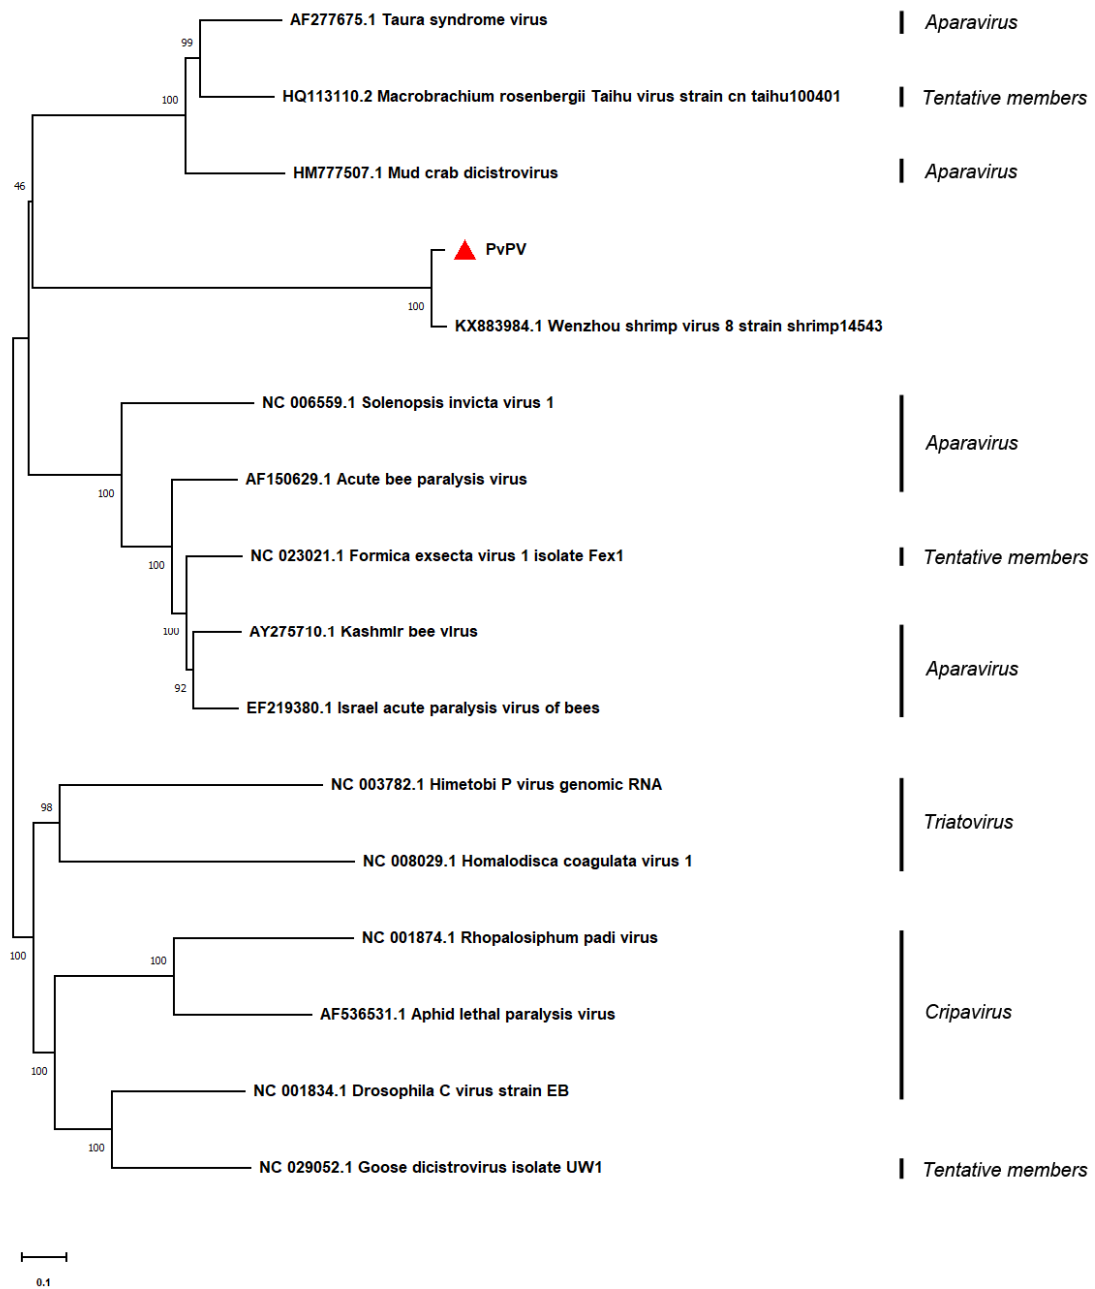 AF277675.1 Taura syndrome virus
Aparavirus
99
HQ113110.2 Macrobrachium rosenbergii Taihu virus strain cn taihu100401
Tentative members
100
HM777507.1 Mud crab dicistrovirus
Aparavirus
46
PvPV
100
KX883984.1 Wenzhou shrimp virus 8 strain shrimp14543
NC 006559.1 Solenopsis invicta virus 1
Aparavirus
AF150629.1 Acute bee paralysis virus
100
NC 023021.1 Formica exsecta virus 1 isolate Fex1
Tentative members
100
AY275710.1 Kashmir bee virus
100
Aparavirus
92
EF219380.1 Israel acute paralysis virus of bees
NC 003782.1 Himetobi P virus genomic RNA
98
Triatovirus
NC 008029.1 Homalodisca coagulata virus 1
NC 001874.1 Rhopalosiphum padi virus
100
100
Cripavirus
AF536531.1 Aphid lethal paralysis virus
100
NC 001834.1 Drosophila C virus strain EB
100
NC 029052.1 Goose dicistrovirus isolate UW1
Tentative members
0.1